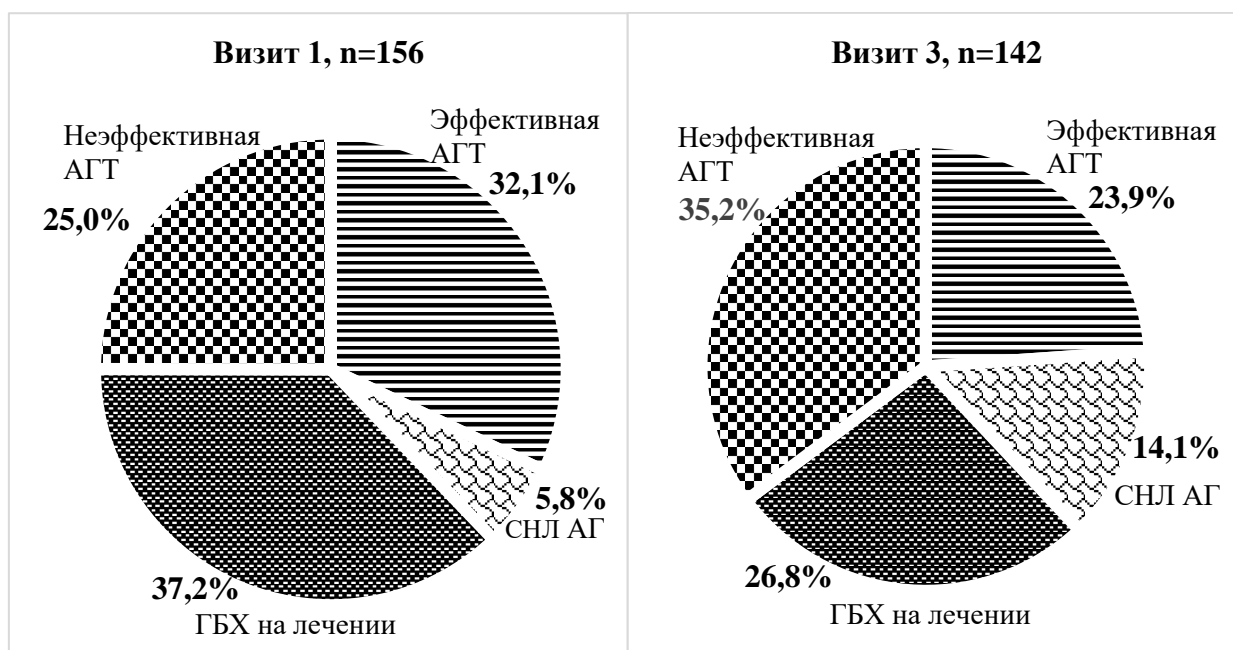 Визит 1, n=156
Неэффективная
АГТ
25,0%
Эффективная
АГТ
32,1%
5,8%
СНЛ АГ
37,2%
ГБХ на лечении
Визит 3, n=142
Неэффективная
АГТ
35,2%
Эффективная
АГТ
23,9%
14,1%
СНЛ АГ
26,8%
ГБХ на лечении